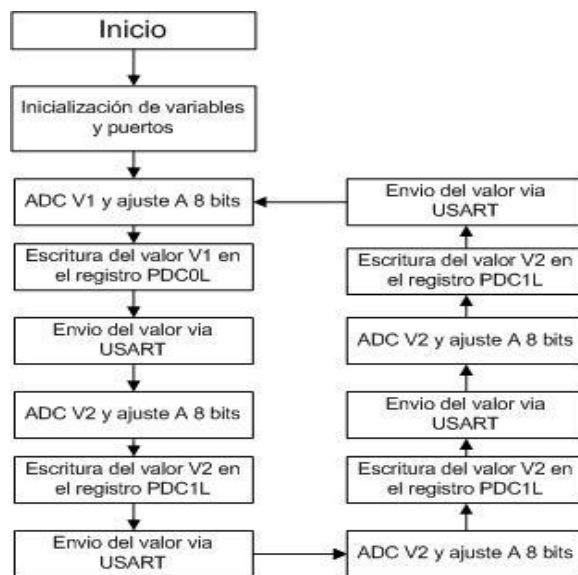 Inicio
Inicialización de variables
y puertos
ADC V1 y ajuste A 8 bits
Escritura del valor V1 en
el registro PDC0L
Envio del valor via
USART
ADC V2 y ajuste A 8 bits
Escritura del valor V2 en
el registro PDC1L
Envio del valor via
USART
ADC V2 y ajuste A 8 bits
Escritura del valor V2 en
el registro PDC1L
Envio del valor via
USART
ADC V2 y ajuste A 8 bits
Escritura del valor V2 en
el registro PDC1L
Envio del valor via
USART